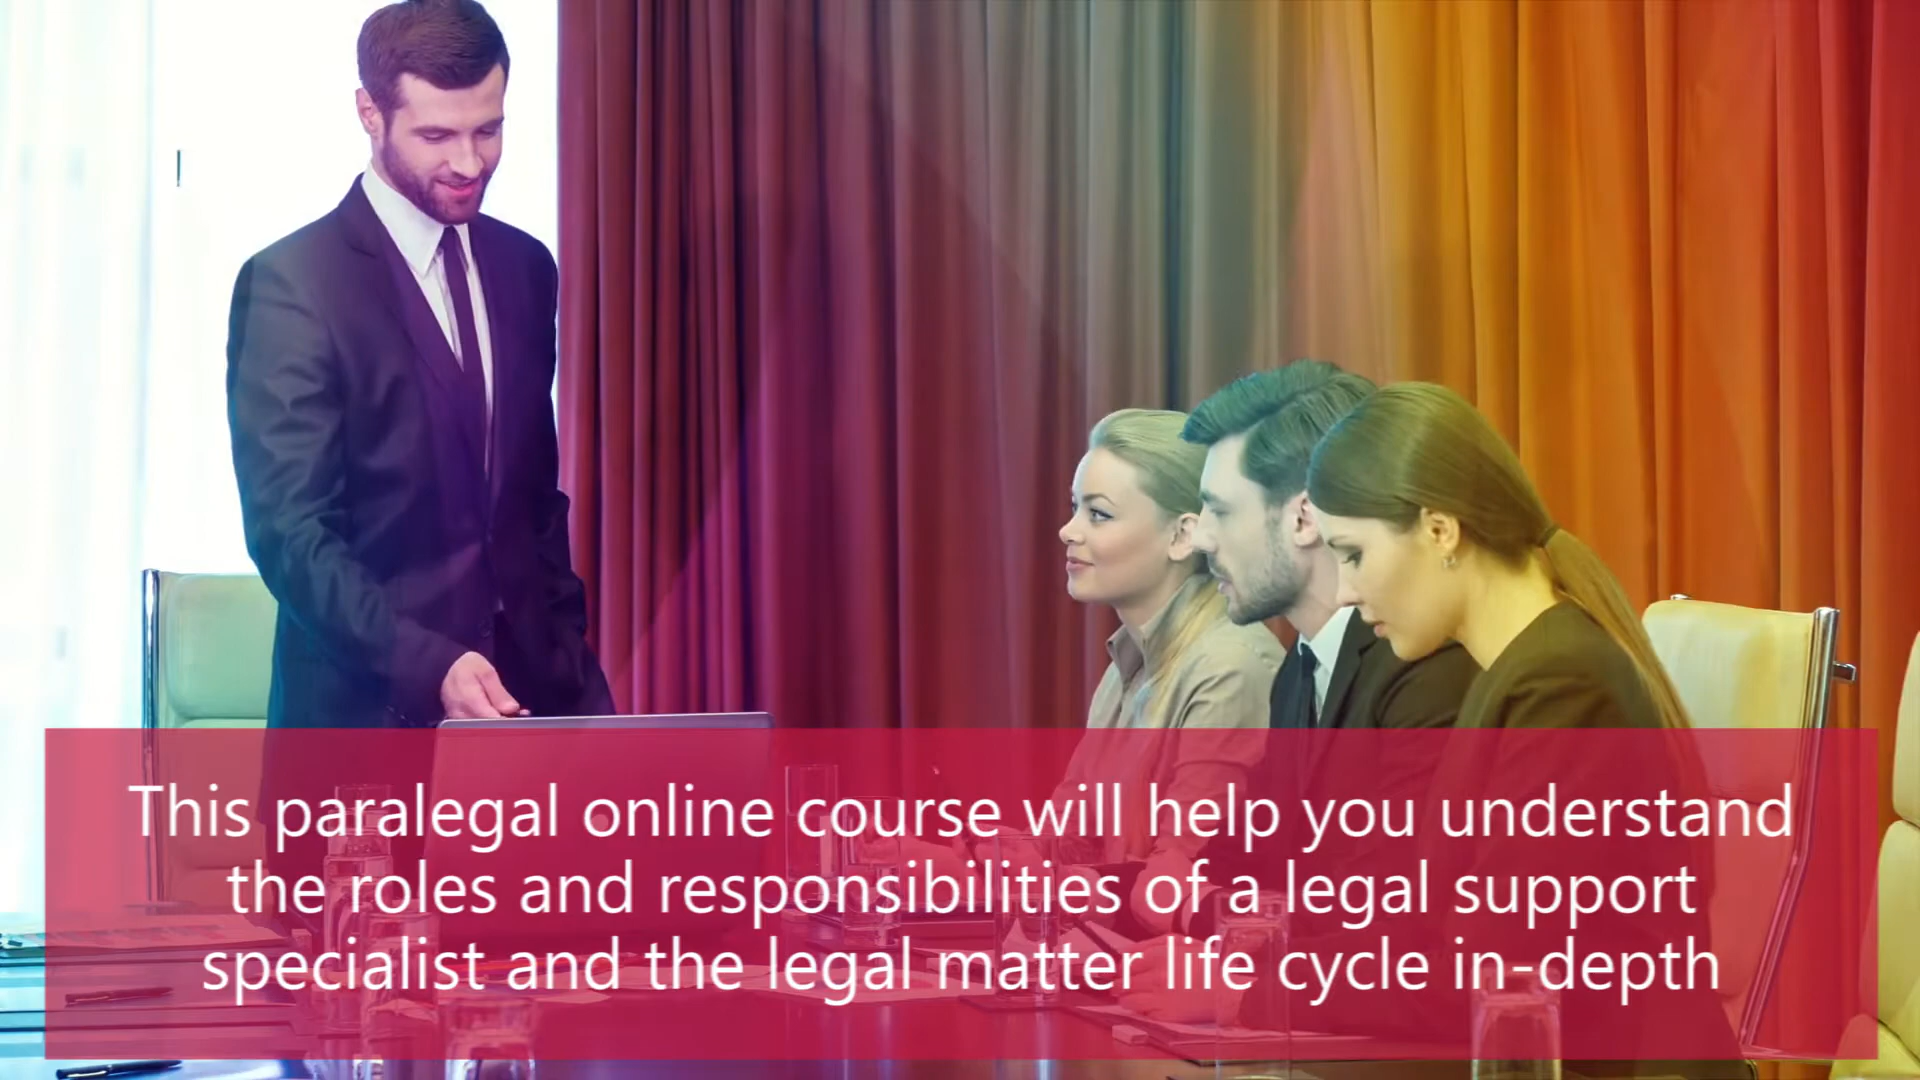 This paralegal online course will help you understand
the roles and responsibilities of a legal support
specialist and the legal matter life cycle in-depth